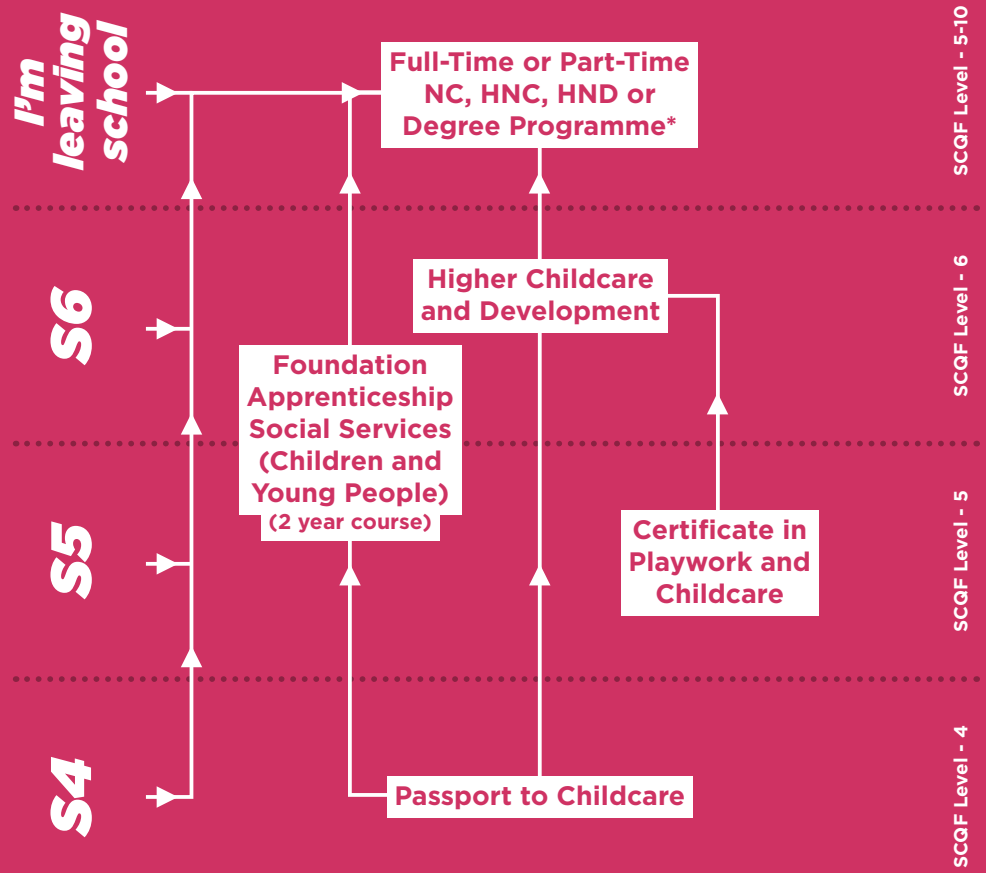 I'm
leaving
school
Full-Time or Part-Time
NC, HNC, HND or
Degree Programme*
SCQF Level - 5-10
S6
Higher Childcare
and Development
SCQF Level - 6
Foundation
Apprenticeship
Social Services
(Children and
Young People)
(2 year course)
S5
Certificate in
Playwork and
Childcare
SCQF Level - 5
S4
Passport to Childcare
SCQF Level - 4